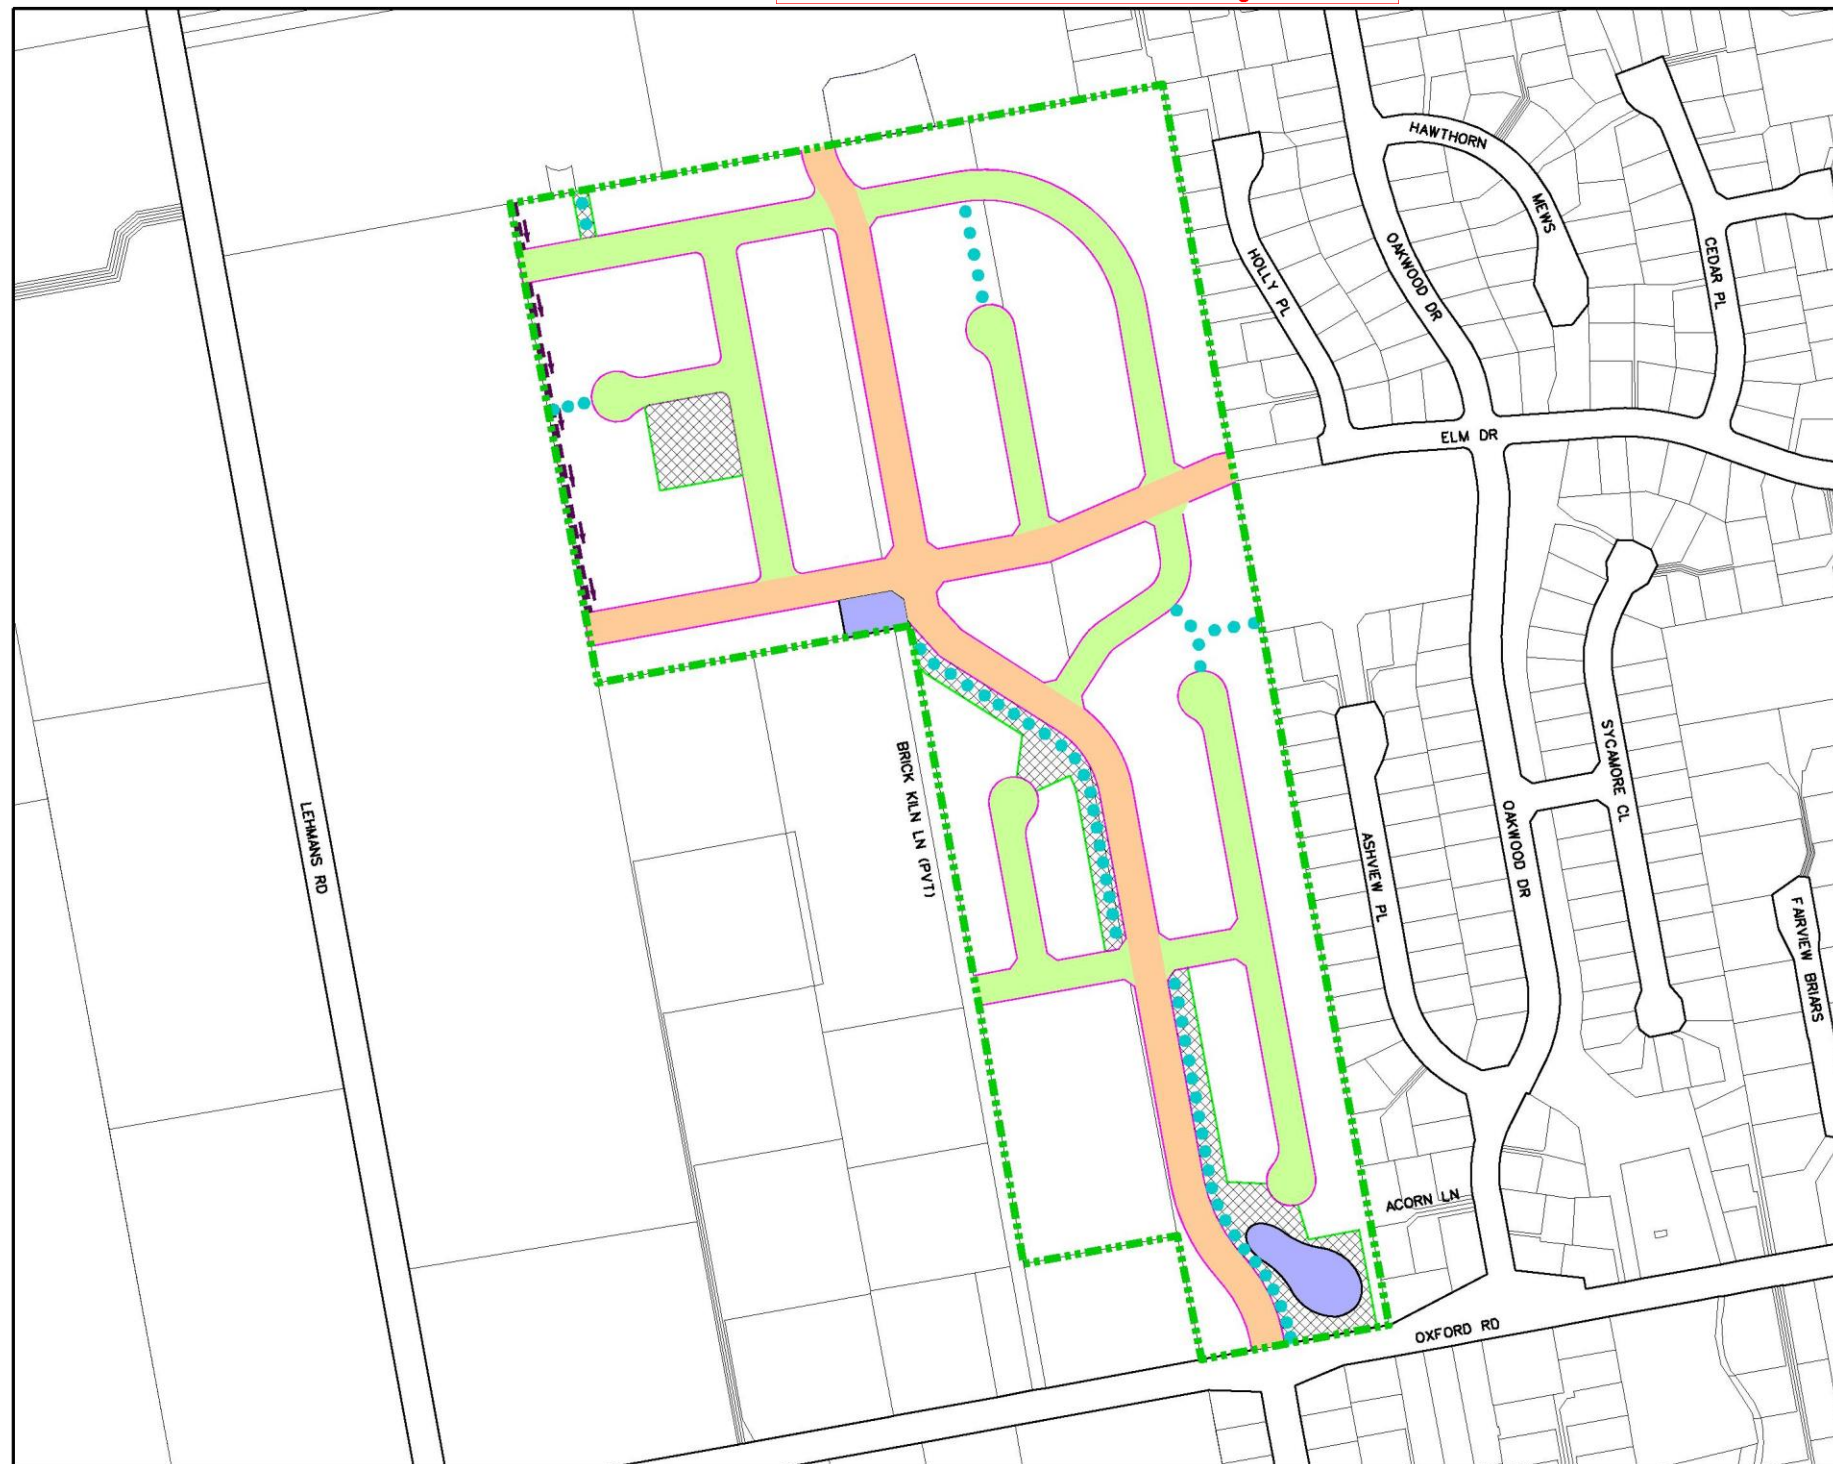 HAWTHORN
MEWS
OAKWOOD DR
HOLLY PL
CEDAR PL
ELM DR
SYCAMORE CL
BRICK KILN LN (PVT)
LEHMANS RD
ASHVIEW PL
OAKWOOD DR
FAIRVIEW BRIARS
ACORN LN
OXFORD RD